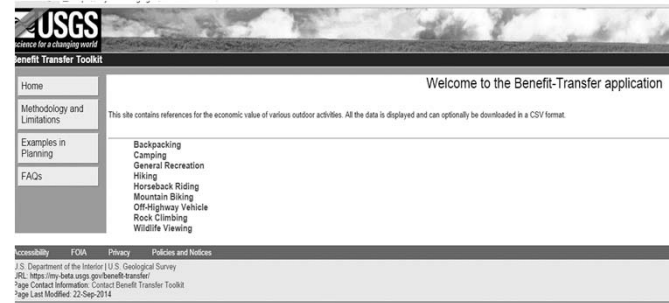 USGS
science for a changing world
Benefit Transfer Toolkit
Home
Methodology and
Limitations
Examples in
Planning
FAQs
Welcome to the Benefit-Transfer application
This site contains references for the economic value of various outdoor activities. All the data is displayed and can optionally be downloaded in a CSV format.
Backpacking
Camping
General Recreation
Hiking
Horseback Riding
Mountain Biking
Off-Highway Vehicle
Rock Climbing
Wildlife Viewing
Accessibility FOIA Privacy Policies and Notices
U.S. Department of the Interior | U.S. Geological Survey
URL: https://my-beta.usgs.gov/benefit-transfer/
Page Contact Information: Contact Benefit Transfer Toolkit
Page Last Modified: 22-Sep-2014